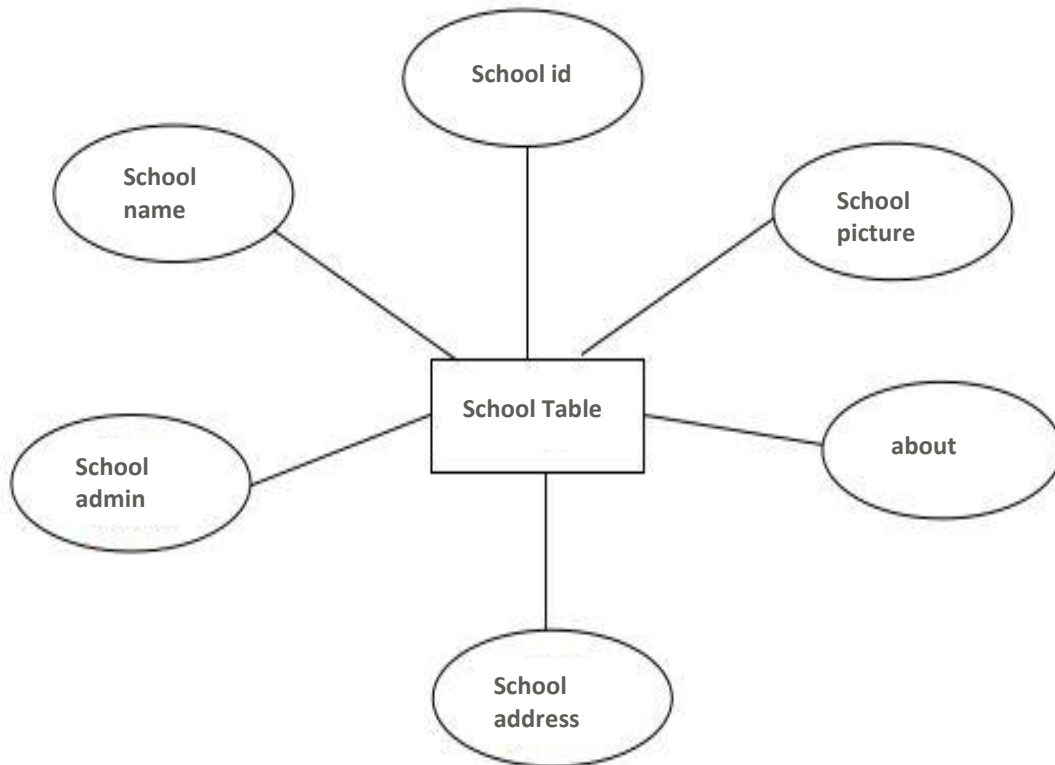 School id
School
name
School
picture
School Table
about
School
admin
School
address